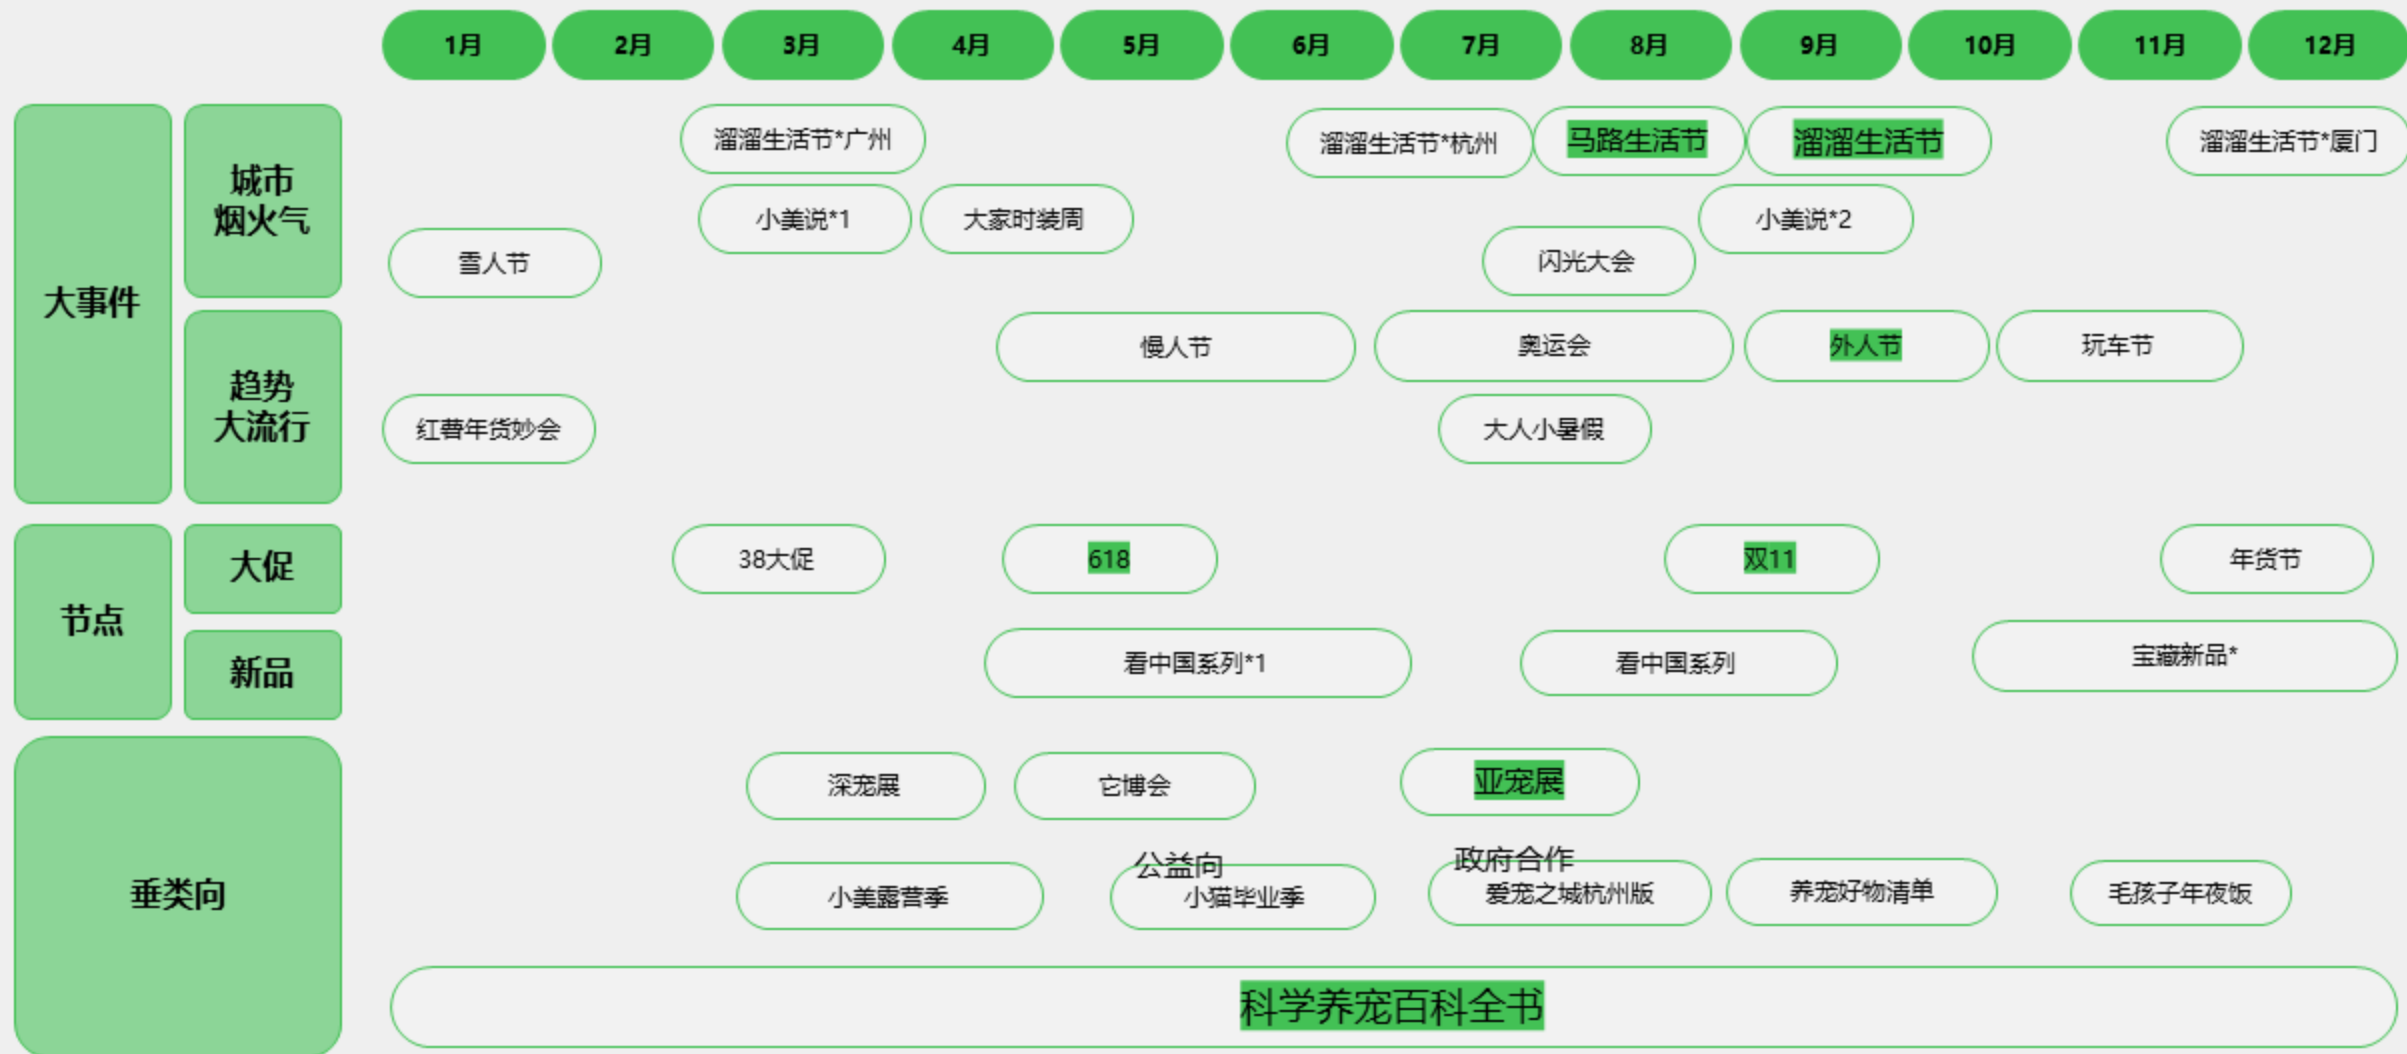 1月 2月 3月 4月 5月 6月 7月 8月 9月 10月 11月 12月
大事件
城市
烟火气
溜溜生活节*广州 溜溜生活节*杭州 马路生活节 溜溜生活节 溜溜生活节*厦门
小美说*1 大家时装周 小美说*2
雪人节 闪光大会
趋势
大流行
慢人节 奥运会 外人节 玩车节
红薯年货妙会 大人小暑假
节点
大促
38大促 618 双11 年货节
新品
看中国系列*1 看中国系列 宝藏新品*
垂类向
深宠展 它博会 亚宠展
公益向 政府合作
小美露营季 小猫毕业季 爱宠之城杭州版 养宠好物清单 毛孩子年夜饭
科学养宠百科全书